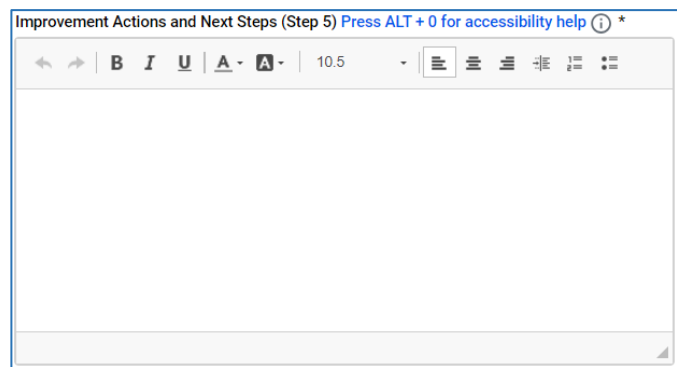 Improvement Actions and Next Steps (Step 5) Press ALT + 0 for accessibility help *
B I U A A 10.5